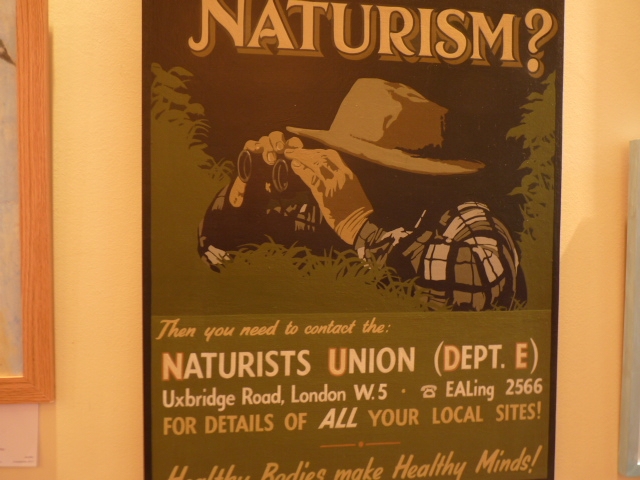 NATURISM?
Then you need to contact the:
NATURISTS UNION (DEPT. E)
Uxbridge Road, London W.5 · ☎ EALing 2566
FOR DETAILS OF ALL YOUR LOCAL SITES!
Healthy Bodies make Healthy Minds!